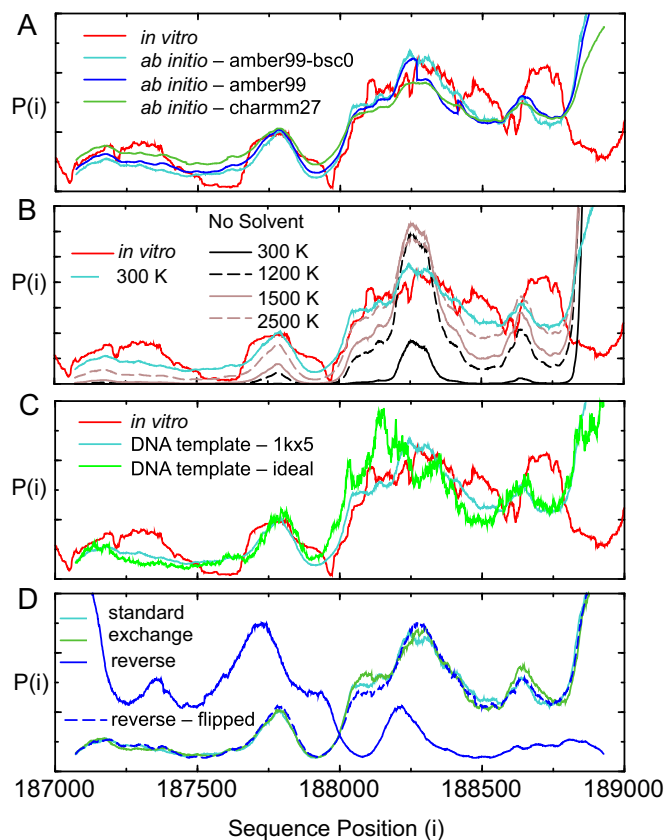 A
in vitro
ab initio – amber99-bsc0
ab initio – amber99
ab initio – charmm27
P(i)
B
No Solvent
in vitro
300 K
300 K
1200 K
1500 K
2500 K
P(i)
C
in vitro
DNA template – 1kx5
DNA template – ideal
P(i)
D
standard
exchange
reverse
P(i)
reverse – flipped
187000 187500 188000 188500 189000
Sequence Position (i)